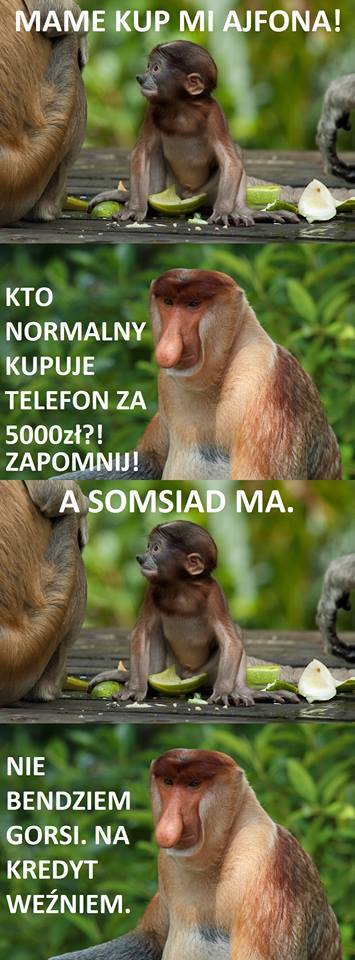 MAME KUP MI AJFONA!
KTO
NORMALNY
KUPUJE
TELEFON ZA
5000zł?!
ZAPOMNIJ!
A SOMSIAD MA.
NIE
BENDZIEM
GORSI. NA
KREDYT
WEŹNIEM.